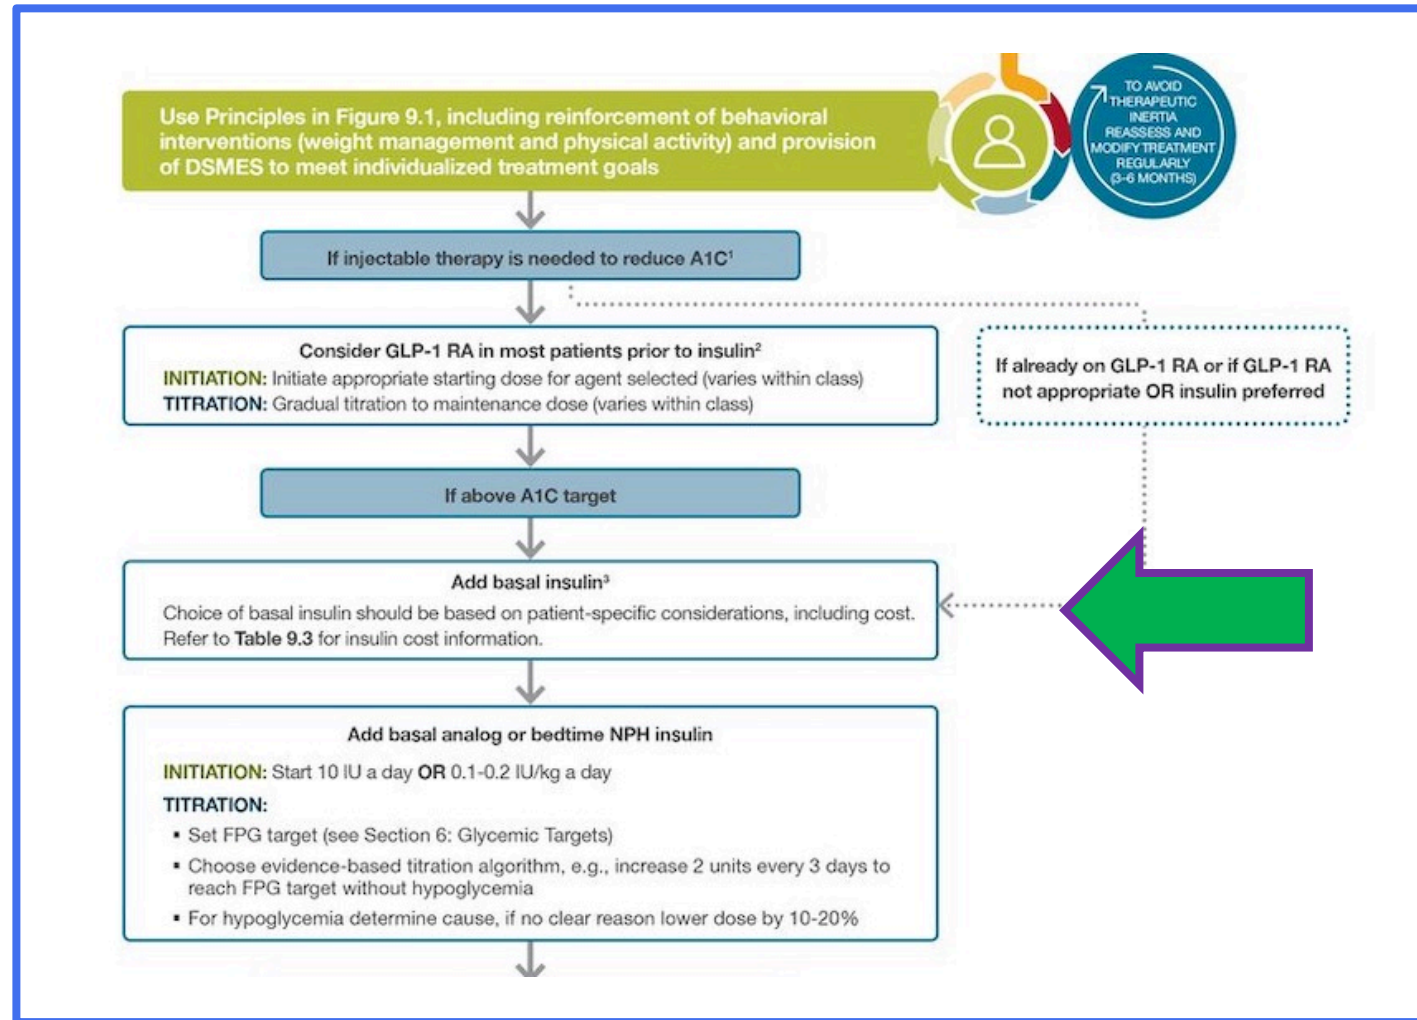 Use Principles in Figure 9.1, including reinforcement of behavioral
interventions (weight management and physical activity) and provision
of DSMES to meet individualized treatment goals
TO AVOID
THERAPEUTIC
INERTIA
REASSESS AND
MODIFY TREATMENT
REGULARLY
(3-6 MONTHS)
If injectable therapy is needed to reduce A1C¹
Consider GLP-1 RA in most patients prior to insulin²
INITIATION: Initiate appropriate starting dose for agent selected (varies within class)
TITRATION: Gradual titration to maintenance dose (varies within class)
If already on GLP-1 RA or if GLP-1 RA
not appropriate OR insulin preferred
If above A1C target
Add basal insulin³
Choice of basal insulin should be based on patient-specific considerations, including cost.
Refer to Table 9.3 for insulin cost information.
Add basal analog or bedtime NPH insulin
INITIATION: Start 10 IU a day OR 0.1-0.2 IU/kg a day
TITRATION:
▪ Set FPG target (see Section 6: Glycemic Targets)
▪ Choose evidence-based titration algorithm, e.g., increase 2 units every 3 days to
reach FPG target without hypoglycemia
▪ For hypoglycemia determine cause, if no clear reason lower dose by 10-20%